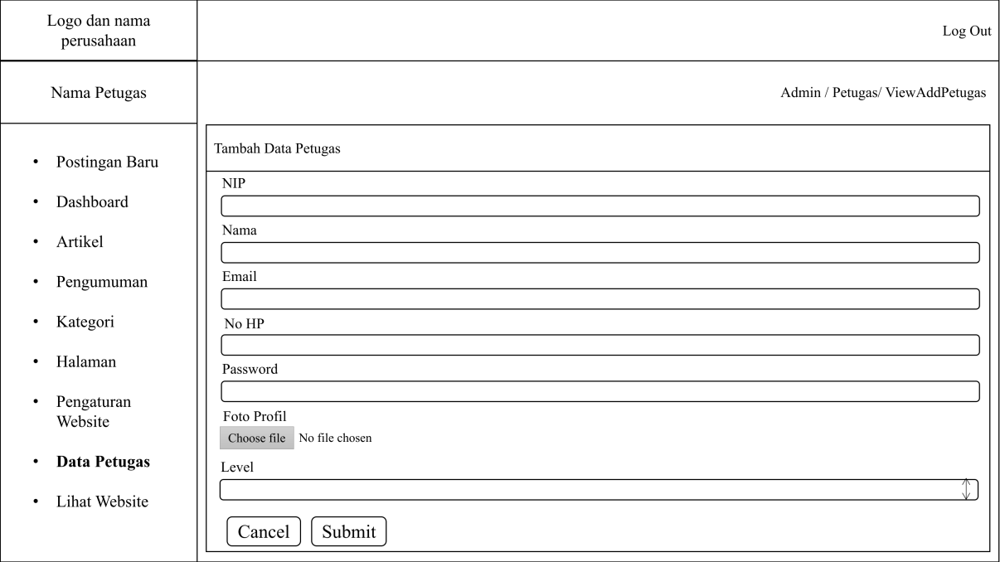 Logo dan nama
perusahaan
Log Out
Nama Petugas
Admin / Petugas/ ViewAddPetugas
• Postingan Baru
• Dashboard
• Artikel
• Pengumuman
• Kategori
• Halaman
• Pengaturan
Website
• Data Petugas
• Lihat Website
Tambah Data Petugas
NIP
Nama
Email
No HP
Password
Foto Profil
Choose file No file chosen
Level
Cancel Submit